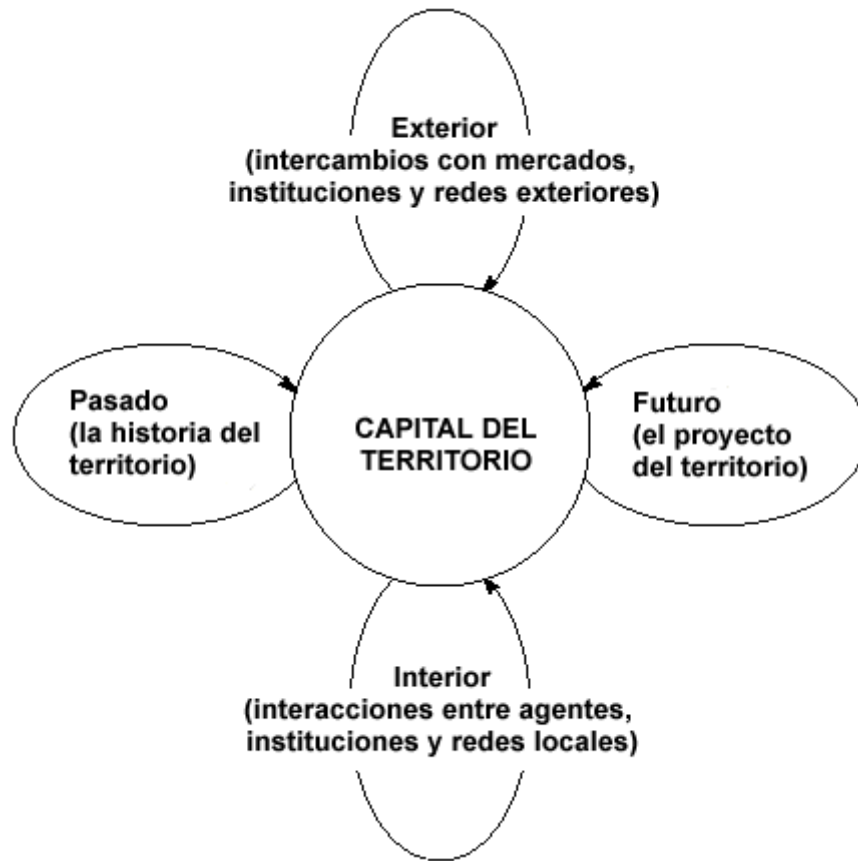 Exterior
(intercambios con mercados,
instituciones y redes exteriores)
Pasado
(la historia del
territorio)
CAPITAL DEL
TERRITORIO
Futuro
(el proyecto
del territorio)
Interior
(interacciones entre agentes,
instituciones y redes locales)